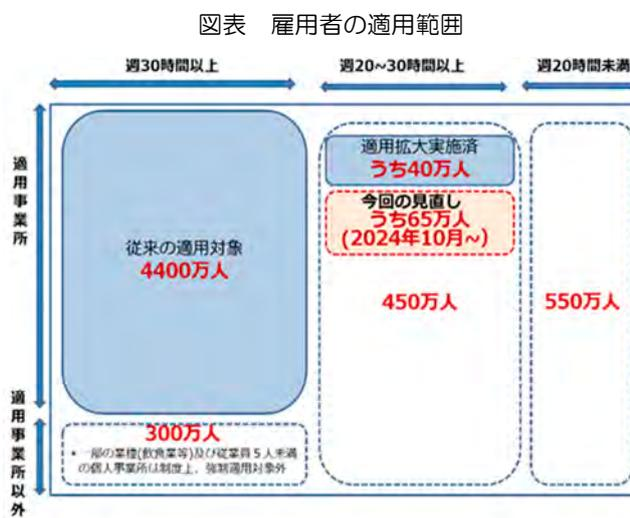 図表　雇用者の適用範囲
週30時間以上
週20~30時間以上
週20時間未満
適用事業所
適用拡大実施済
うち40万人
今回の見直し
うち65万人
(2024年10月~)
従来の適用対象
4400万人
450万人
550万人
適用事業所以外
300万人
・一部の業種(飲食業等)及び従業員５人未満
の個人事業所は制度上、強制適用対象外